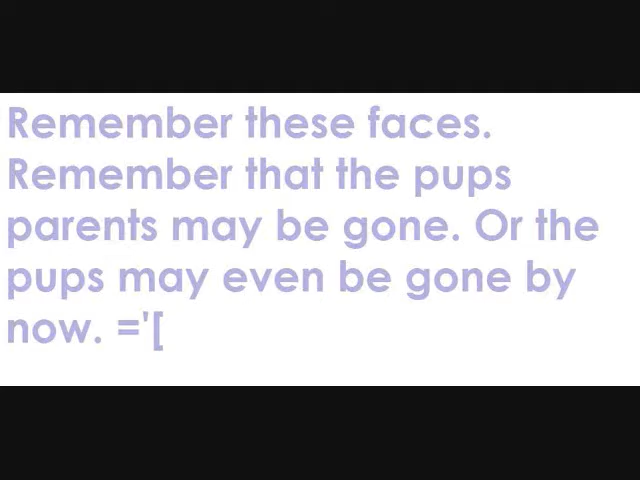 Remember these faces.
Remember that the pups
parents may be gone. Or the
pups may even be gone by
now. ='[